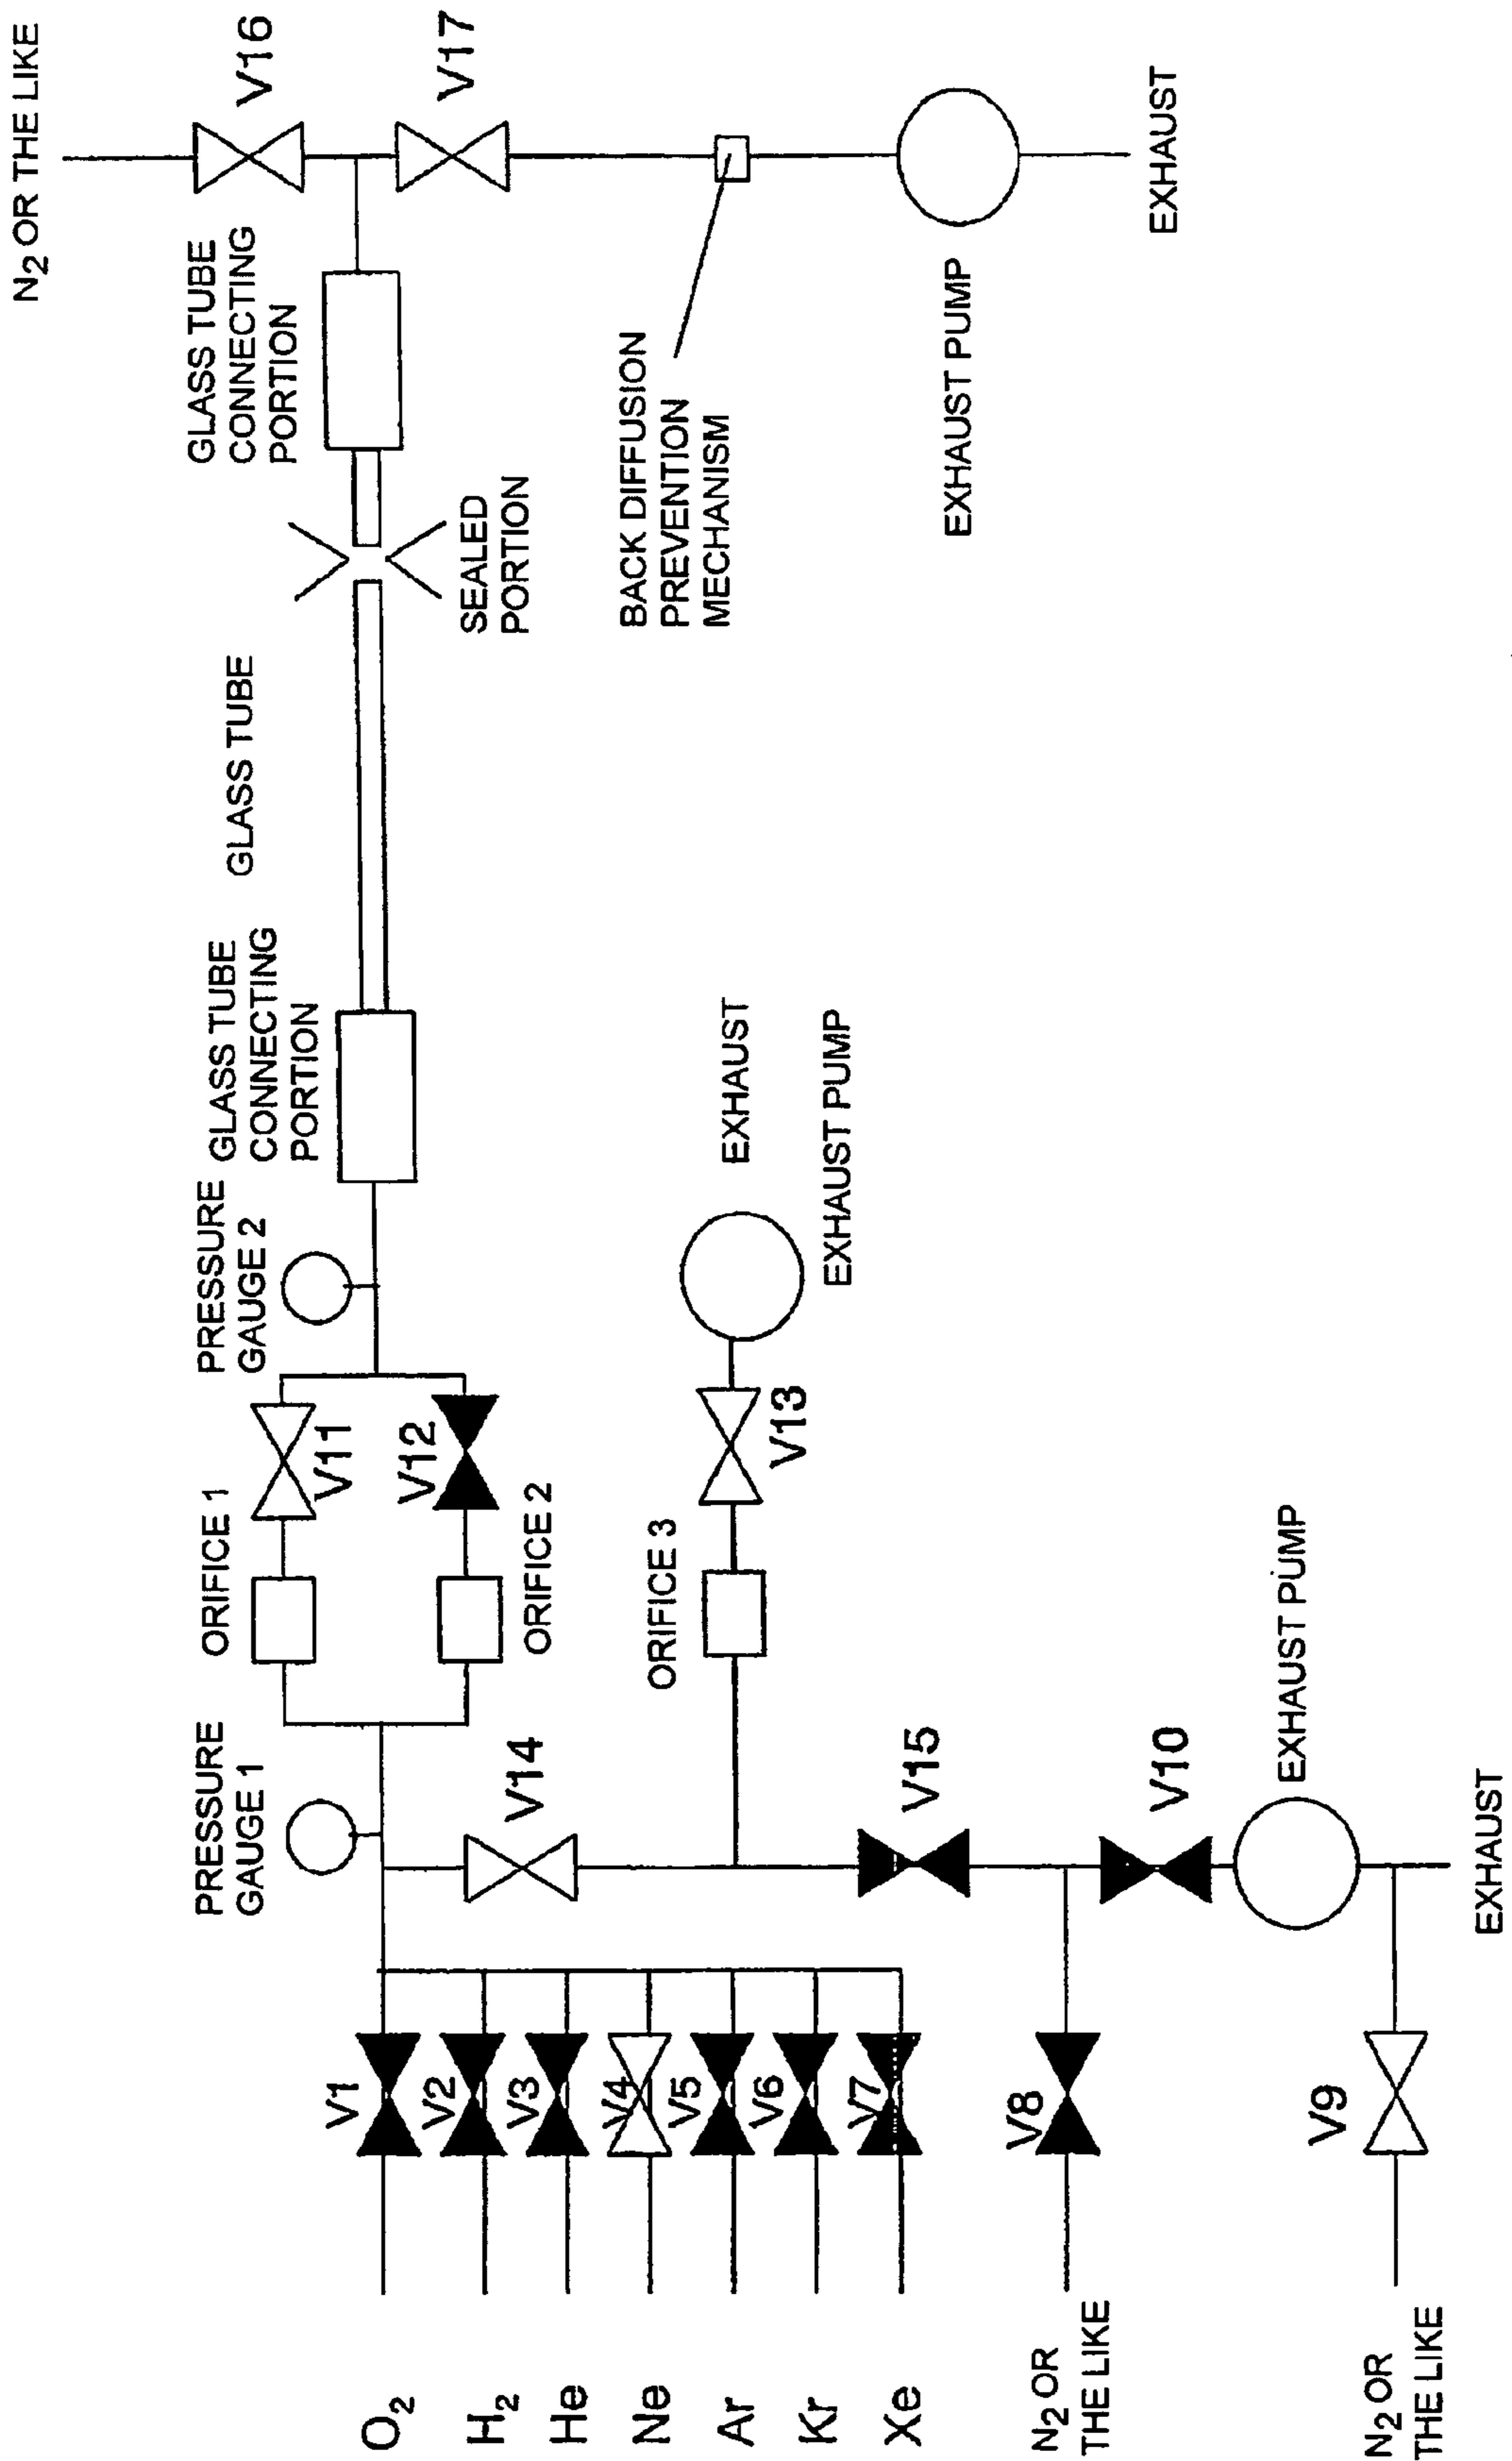 N2 OR THE LIKE
V16
V17
GLASS TUBE
CONNECTING
PORTION
SEALED
PORTION
GLASS TUBE
BACK DIFFUSION
PREVENTION
MECHANISM
EXHAUST PUMP
EXHAUST
GLASS TUBE
CONNECTING
PORTION
PRESSURE
GAUGE 2
V11
V12
ORIFICE 1
ORIFICE 2
EXHAUST
EXHAUST PUMP
V13
ORIFICE 3
PRESSURE
GAUGE 1
V14
V15
V10
EXHAUST PUMP
EXHAUST
V1
V2
V3
V4
V5
V6
V7
V8
V9
O2
H2
He
Ne
Ar
Kr
Xe
N2 OR
THE LIKE
N2 OR
THE LIKE